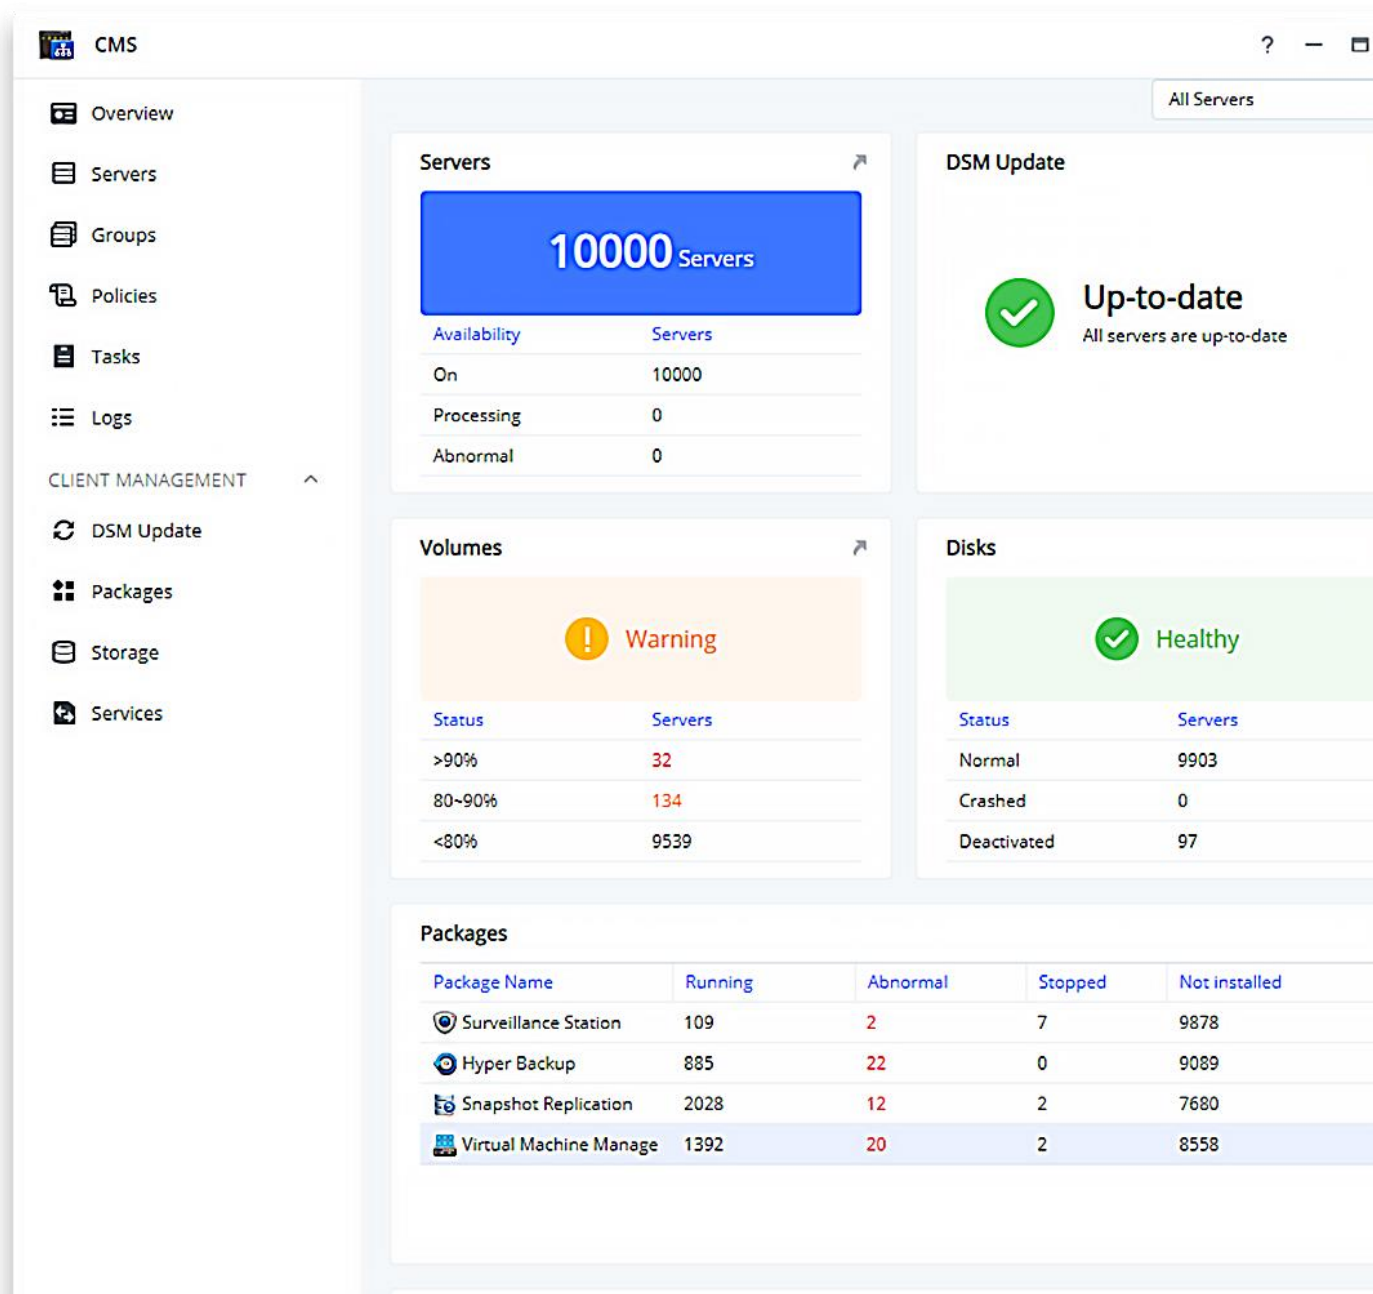 CMS
?
All Servers
Overview
Servers
Groups
Policies
Tasks
Logs
CLIENT MANAGEMENT
DSM Update
Packages
Storage
Services
Servers
10000 Servers
Availability Servers
On 10000
Processing 0
Abnormal 0
DSM Update
Up-to-date
All servers are up-to-date
Volumes
Warning
Status Servers
>90% 32
80~90% 134
<80% 9539
Disks
Healthy
Status Servers
Normal 9903
Crashed 0
Deactivated 97
Packages
Package Name Running Abnormal Stopped Not installed
Surveillance Station 109 2 7 9878
Hyper Backup 885 22 0 9089
Snapshot Replication 2028 12 2 7680
Virtual Machine Manage 1392 20 2 8558